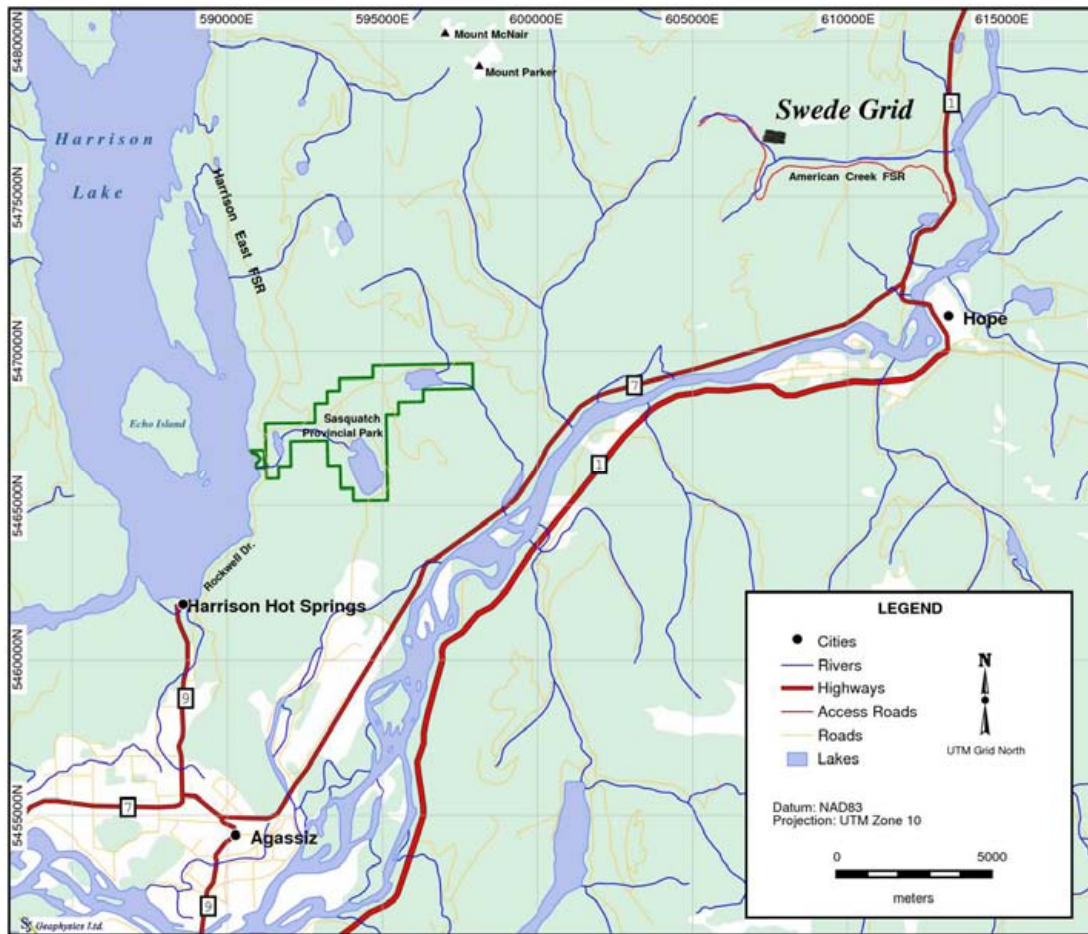 590000E
595000E
600000E
605000E
610000E
615000E
5480000N
5475000N
5470000N
5465000N
5460000N
5455000N
Mount McNair
Mount Parker
Swede Grid
1
American Creek FSR
Harrison
Lake
Harrison East FSR
Hope
7
Echo Island
Sasquatch
Provincial Park
1
Rockwell Dr.
Harrison Hot Springs
9
7
Agassiz
9
LEGEND
Cities
Rivers
Highways
Access Roads
Roads
Lakes
N
UTM Grid North
Datum: NAD83
Projection: UTM Zone 10
0 5000
meters
SJ Geophysics Ltd.